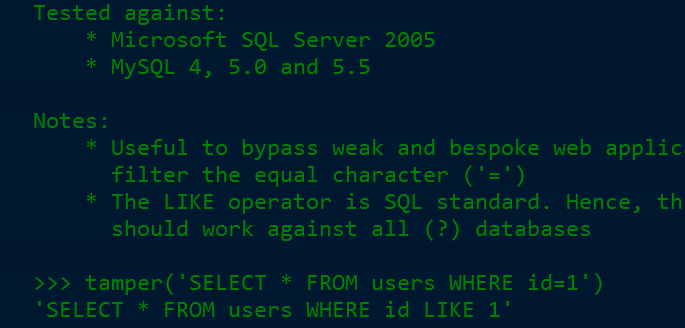 Tested against:
* Microsoft SQL Server 2005
* MySQL 4, 5.0 and 5.5
Notes:
* Useful to bypass weak and bespoke web applic
filter the equal character ('=')
* The LIKE operator is SQL standard. Hence, th
should work against all (?) databases
>>> tamper('SELECT * FROM users WHERE id=1')
'SELECT * FROM users WHERE id LIKE 1'